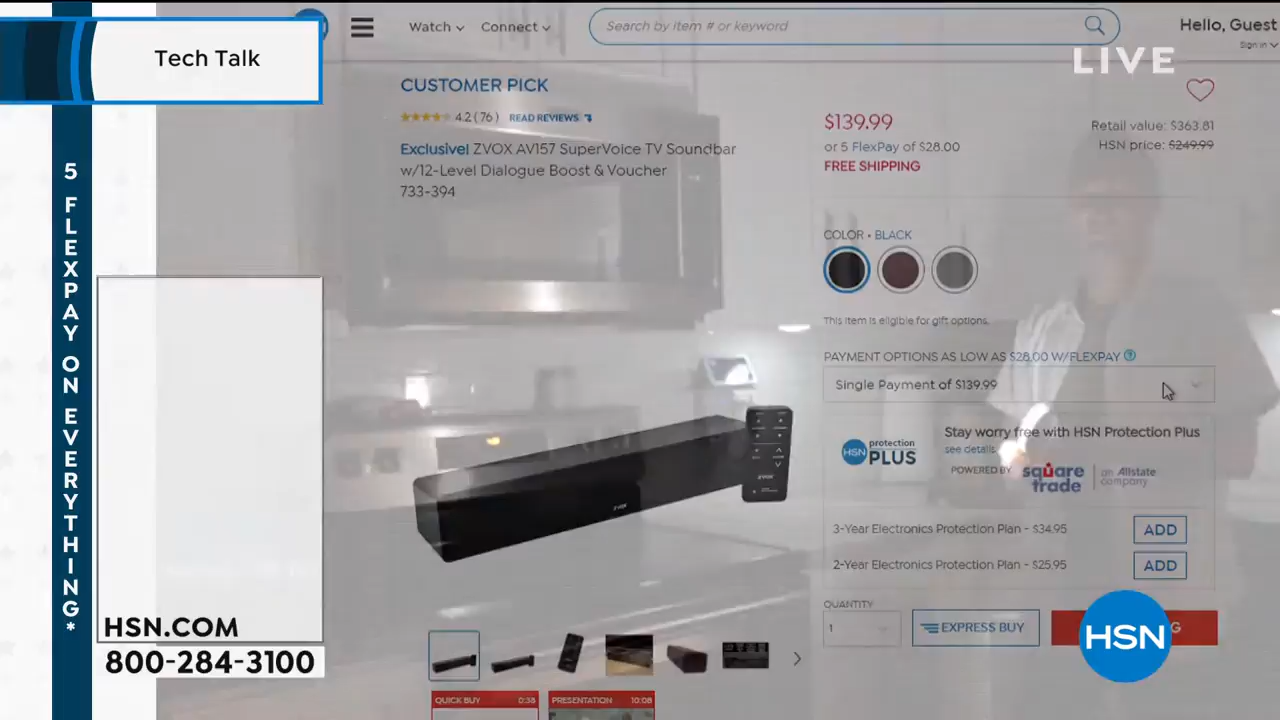 Tech Talk
5 FLEXPAY ON EVERYTHING*
HSN.COM
800-284-3100
Watch
Connect
Search by item # or keyword
Hello, Guest
Sign in
LIVE
CUSTOMER PICK
4.2 (76) READ REVIEWS
Exclusive! ZVOX AV157 SuperVoice TV Soundbar
w/12-Level Dialogue Boost & Voucher
733-394
$139.99
or 5 FlexPay of $28.00
FREE SHIPPING
Retail value: $363.81
HSN price: $249.99
COLOR • BLACK
This item is eligible for gift options.
PAYMENT OPTIONS AS LOW AS $28.00 W/FLEXPAY ?
Single Payment of $139.99
HSN protection PLUS
Stay worry free with HSN Protection Plus
see details
POWERED BY square trade an Allstate company
3-Year Electronics Protection Plan - $34.95 ADD
2-Year Electronics Protection Plan - $25.95 ADD
QUANTITY
1
EXPRESS BUY
HSN
ZVOX
QUICK BUY 0:38
PRESENTATION 10:08